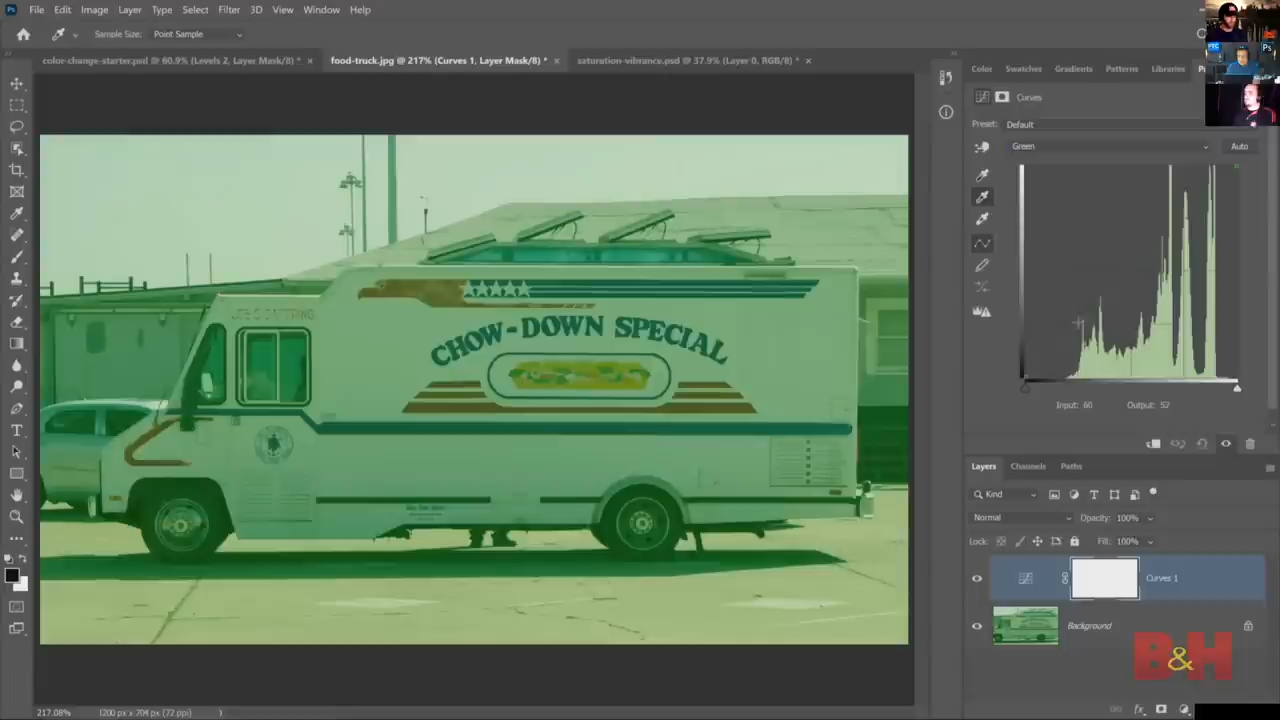 Ps File Edit Image Layer Type Select Filter 3D View Window Help
Sample Size: Point Sample
color-change-starter.psd @ 60.9% (Levels 2, Layer Mask/8) * × food-truck.jpg @ 217% (Curves 1, Layer Mask/8) * × saturation-vibrance.psd @ 37.9% (Layer 0, RGB/8) * ×
Color Swatches Gradients Patterns Libraries
Curves
Preset: Default
Green Auto
Input: 60 Output: 52
CHOW-DOWN SPECIAL
Layers Channels Paths
Kind
Normal Opacity: 100%
Lock: Fill: 100%
Curves 1
Background
B&H
217.08% 1200 px x 704 px (72 ppi)